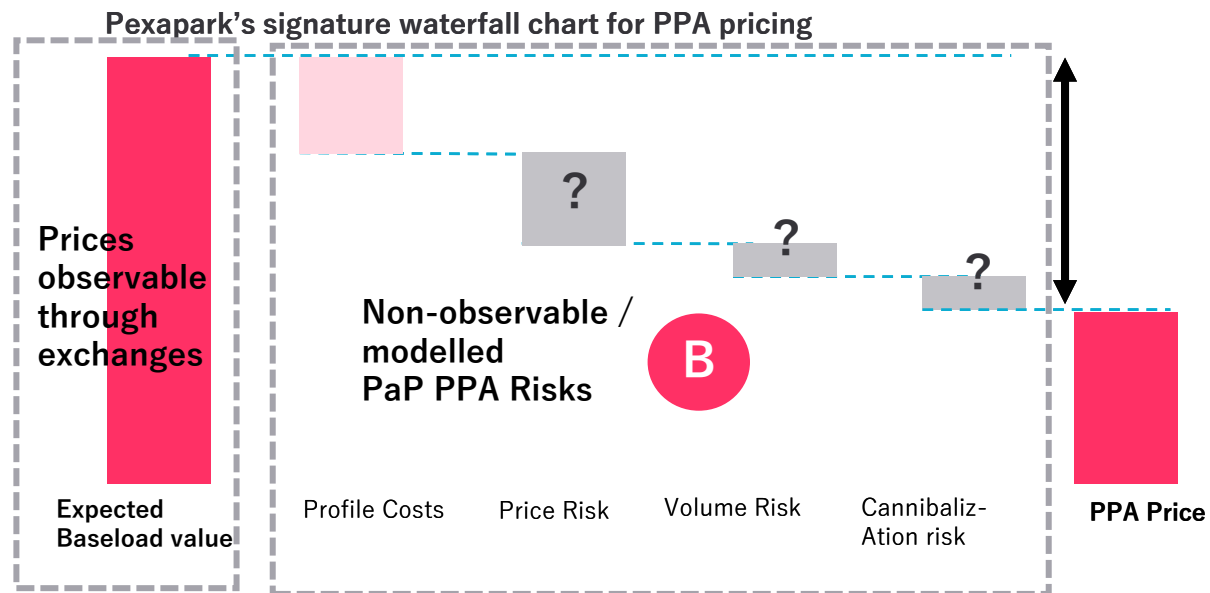 Pexapark’s signature waterfall chart for PPA pricing
Prices
observable
through
exchanges
?
?
?
Non-observable /
modelled
PaP PPA Risks
B
Expected
Baseload value
Profile Costs
Price Risk
Volume Risk
Cannibaliz-
Ation risk
PPA Price